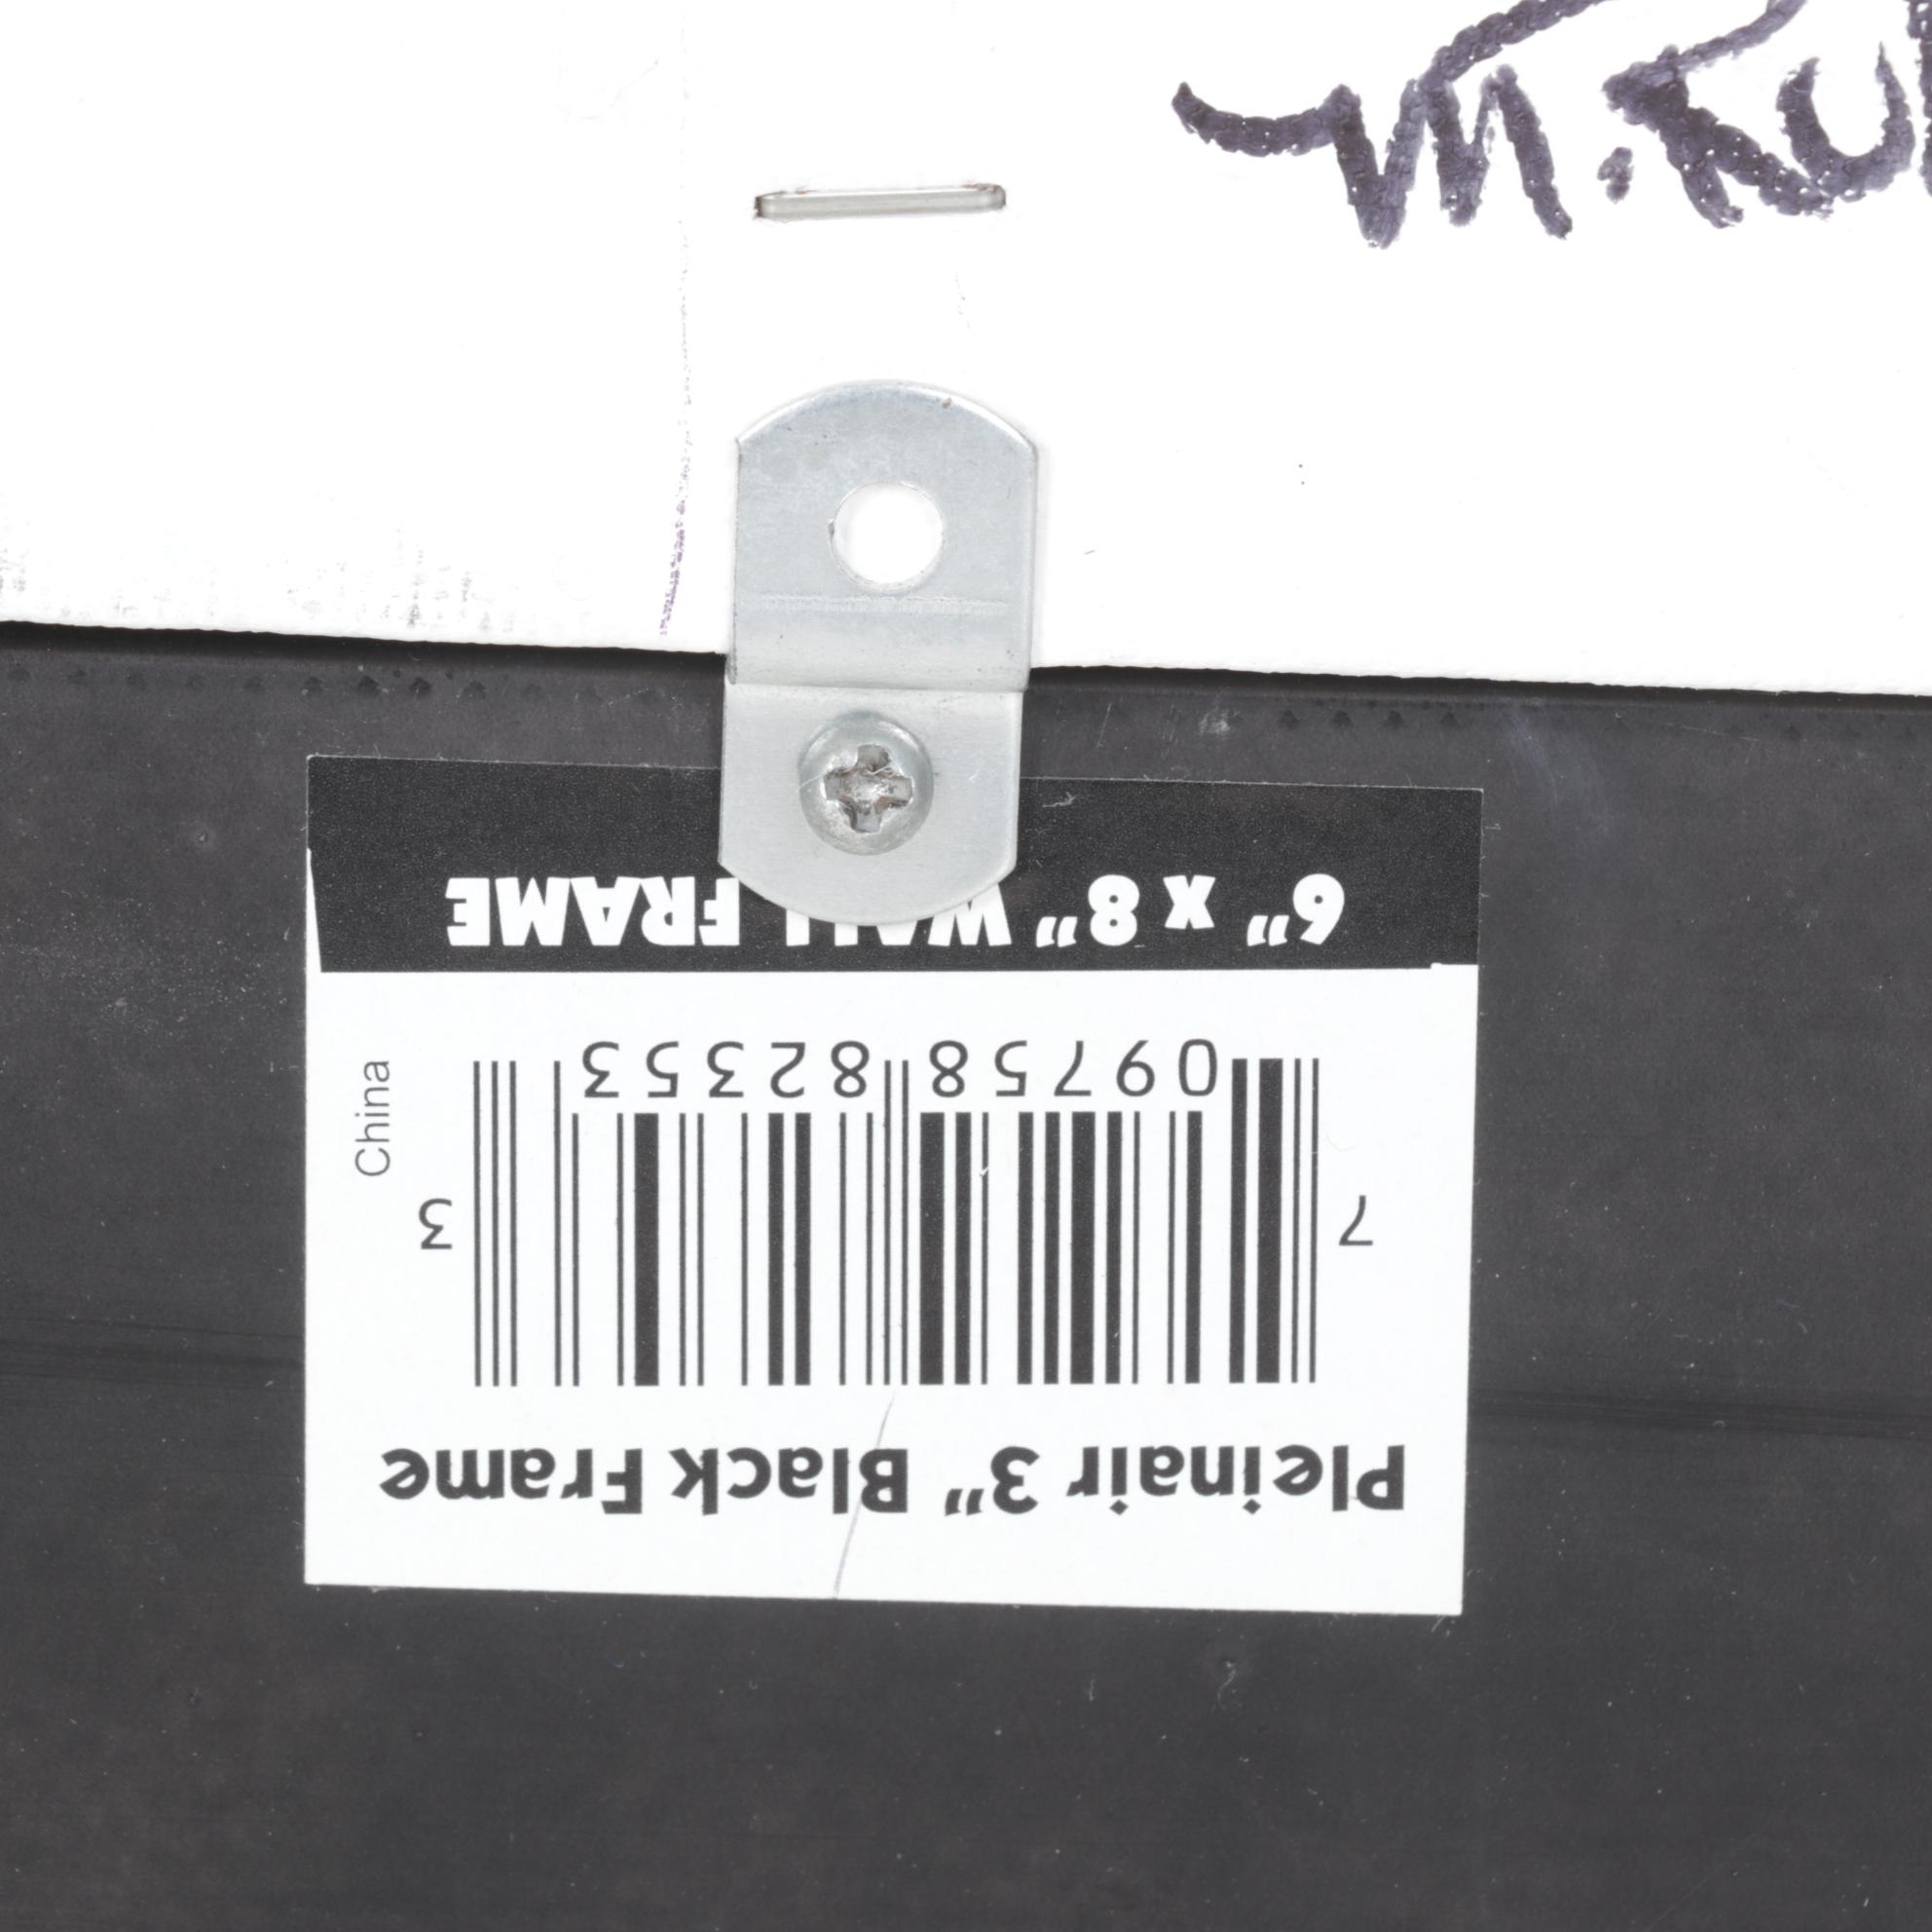 Pleinair 3" Black Frame
7 09758 82353 3
China
6" x 8" WALL FRAME